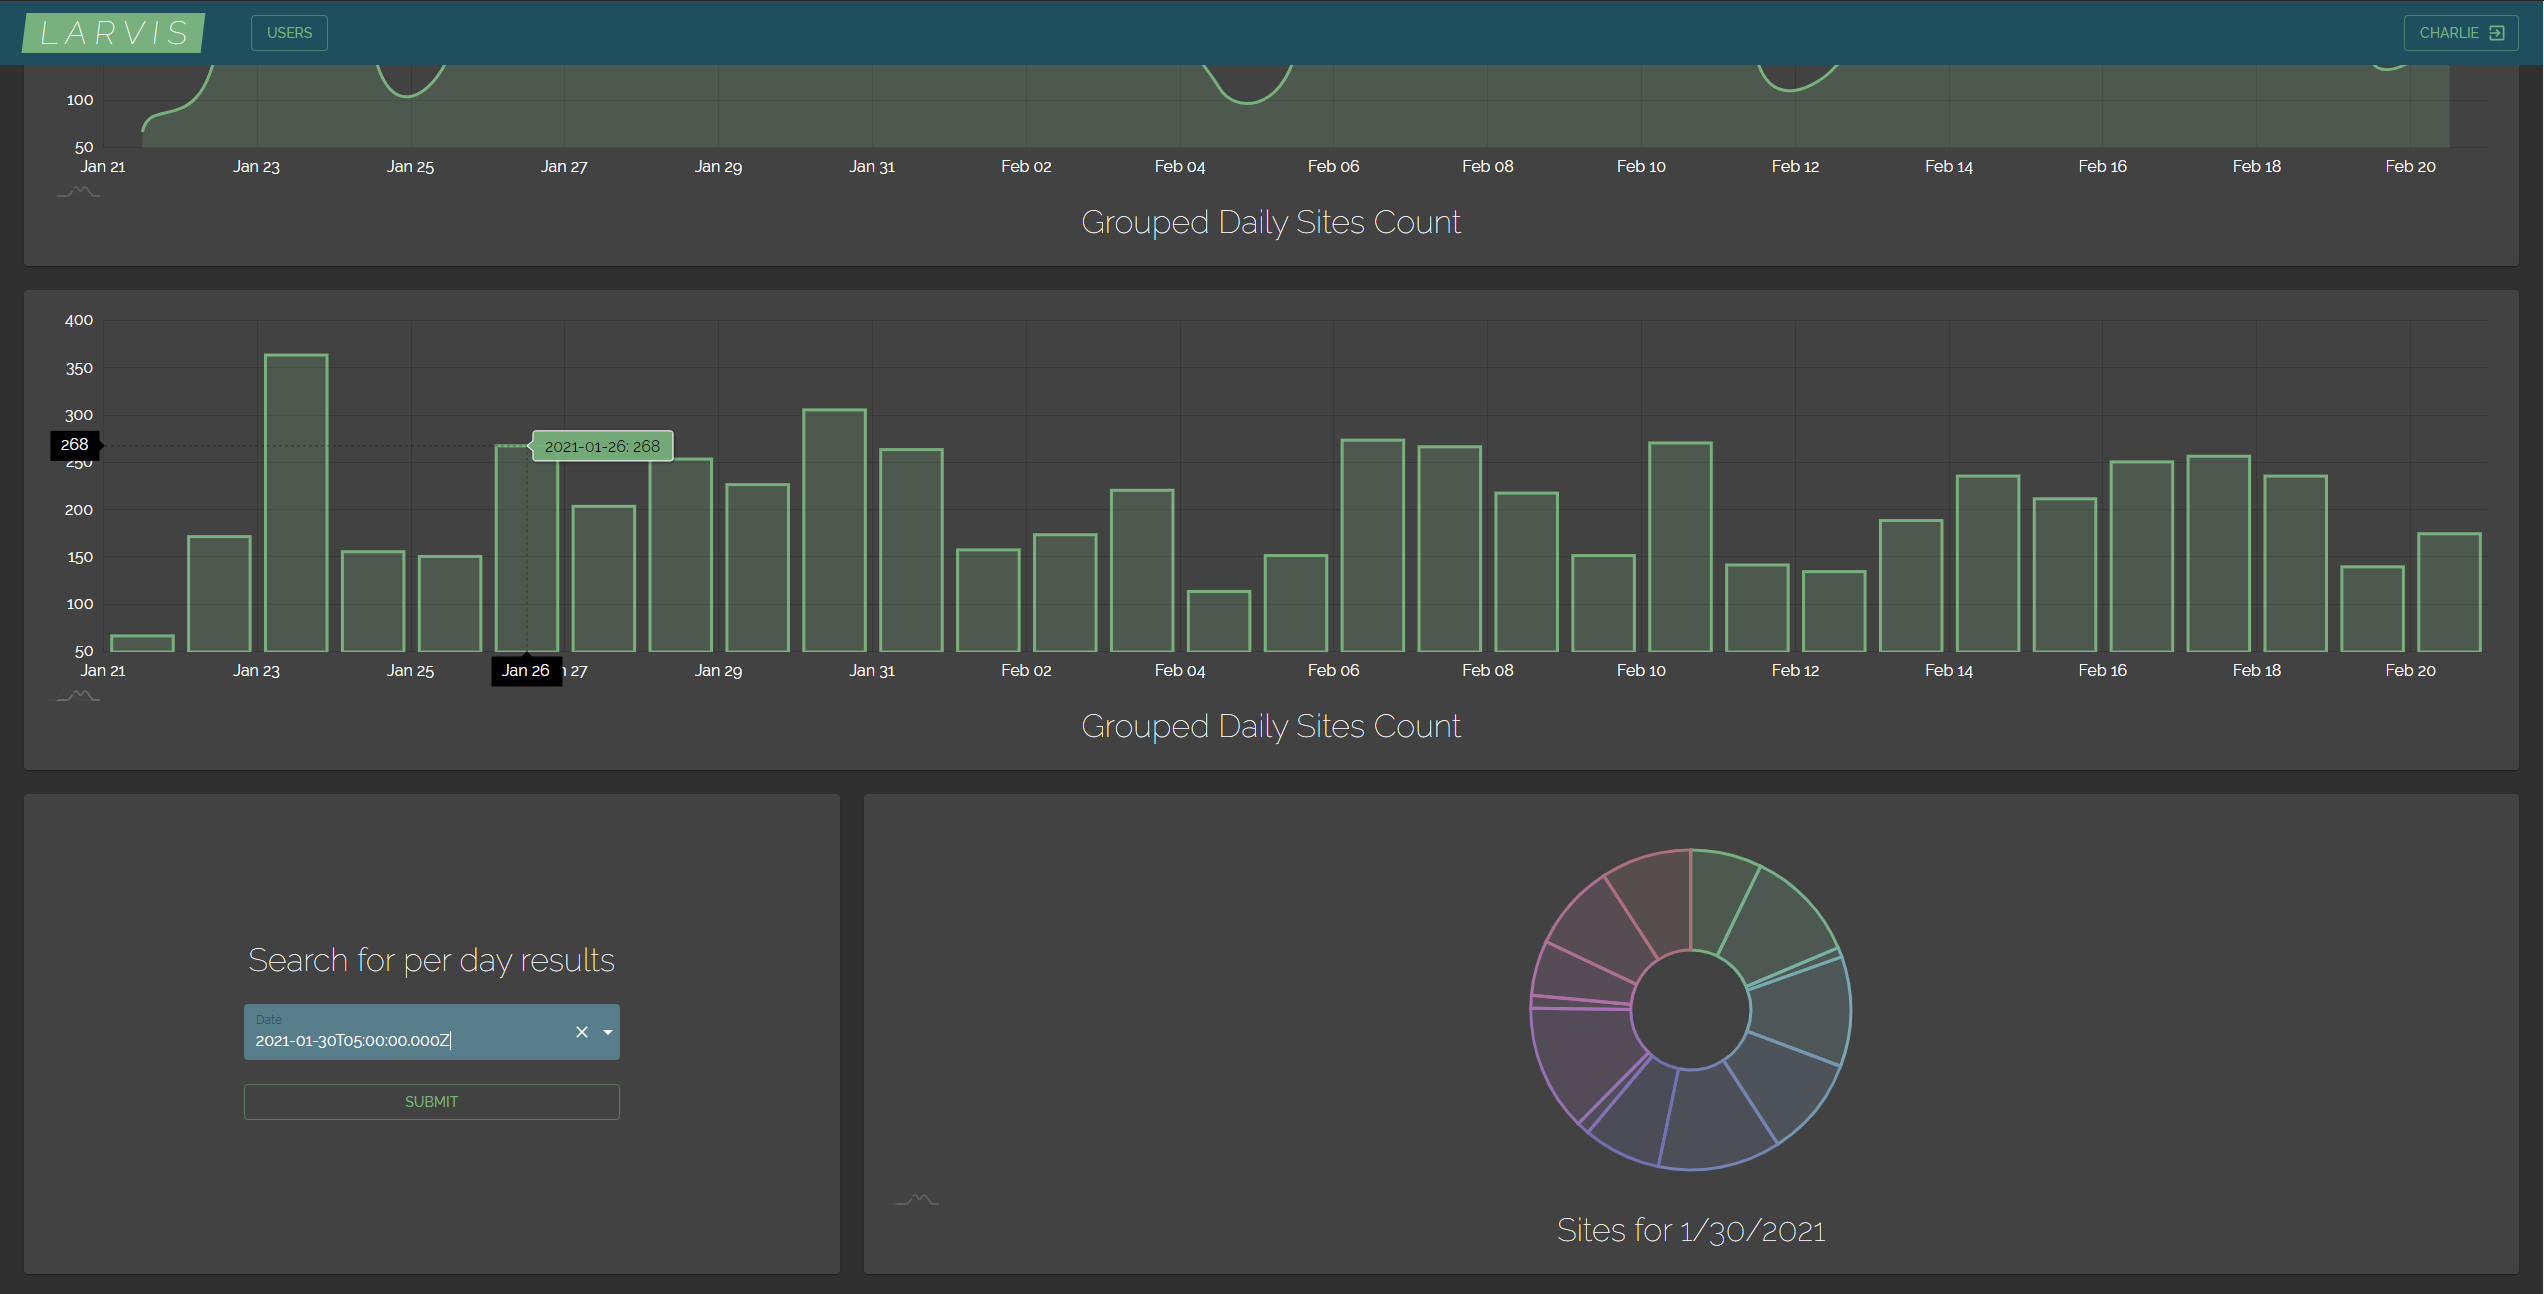 LARVIS
USERS
CHARLIE
100
50
Jan 21 Jan 23 Jan 25 Jan 27 Jan 29 Jan 31 Feb 02 Feb 04 Feb 06 Feb 08 Feb 10 Feb 12 Feb 14 Feb 16 Feb 18 Feb 20
Grouped Daily Sites Count
400
350
300
268
2021-01-26: 268
250
200
150
100
50
Jan 21 Jan 23 Jan 25 Jan 26 n 27 Jan 29 Jan 31 Feb 02 Feb 04 Feb 06 Feb 08 Feb 10 Feb 12 Feb 14 Feb 16 Feb 18 Feb 20
Grouped Daily Sites Count
Search for per day results
Date
2021-01-30T05:00:00.000Z
SUBMIT
Sites for 1/30/2021